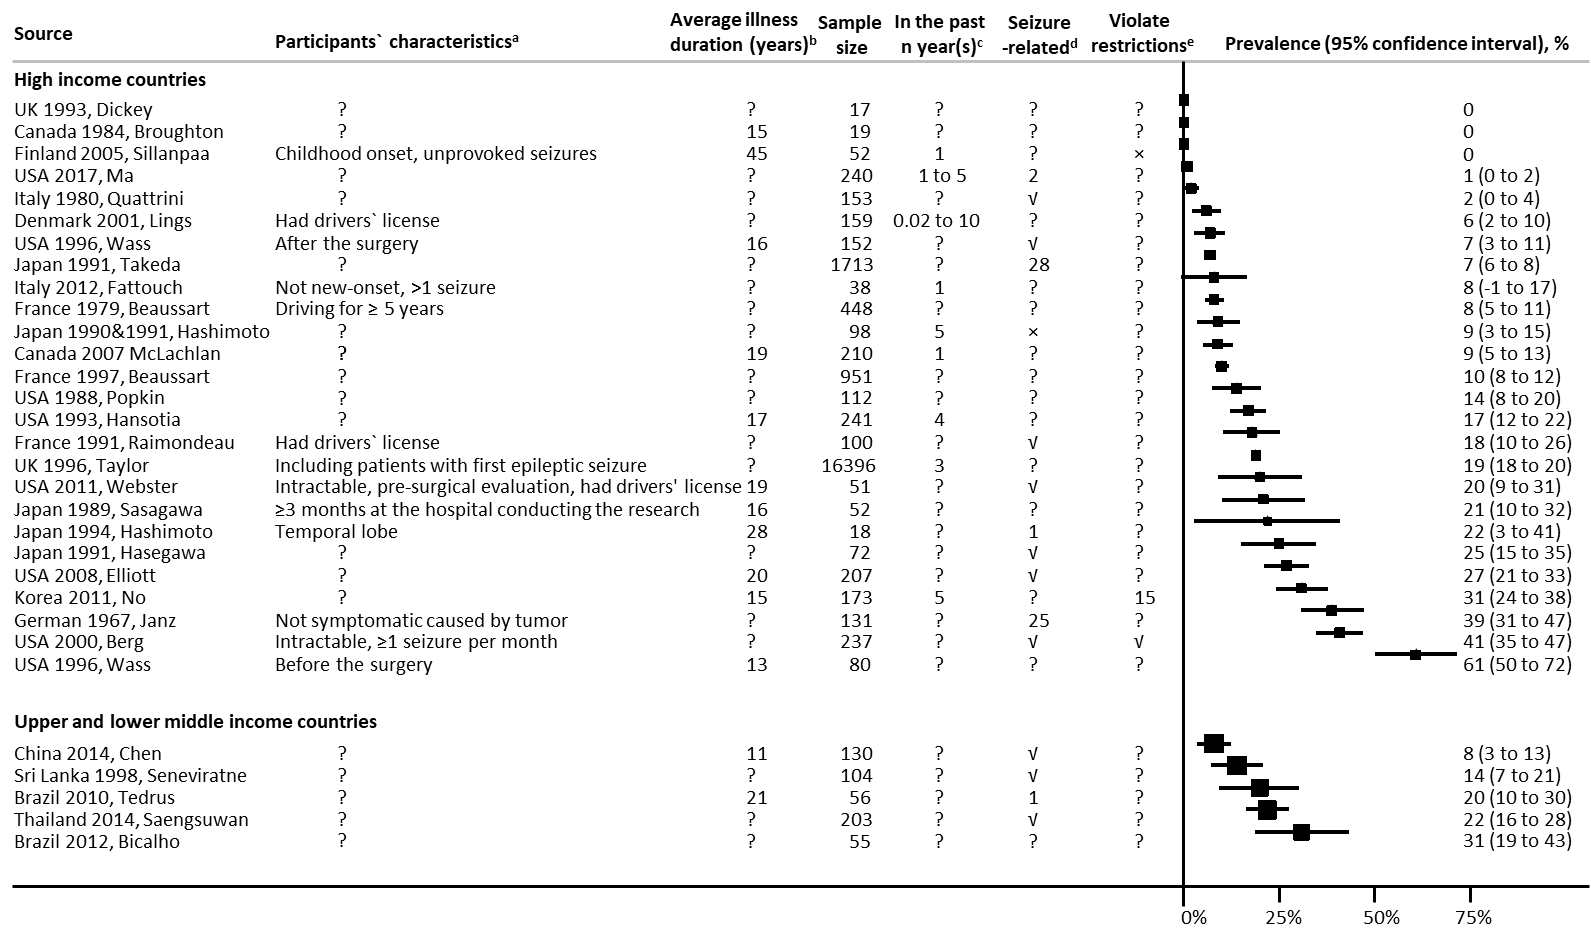 Source Participants` characteristicsᵃ Average illness duration (years)ᵇ Sample size In the past n year(s)ᶜ Seizure -relatedᵈ Violate restrictionsᵉ Prevalence (95% confidence interval), %
High income countries
UK 1993, Dickey ? ? 17 ? ? ? 0
Canada 1984, Broughton ? 15 19 ? ? ? 0
Finland 2005, Sillanpaa Childhood onset, unprovoked seizures 45 52 1 ? × 0
USA 2017, Ma ? ? 240 1 to 5 2 ? 1 (0 to 2)
Italy 1980, Quattrini ? ? 153 ? √ ? 2 (0 to 4)
Denmark 2001, Lings Had drivers` license ? 159 0.02 to 10 ? ? 6 (2 to 10)
USA 1996, Wass After the surgery 16 152 ? √ ? 7 (3 to 11)
Japan 1991, Takeda ? ? 1713 ? 28 ? 7 (6 to 8)
Italy 2012, Fattouch Not new-onset, >1 seizure ? 38 1 ? ? 8 (-1 to 17)
France 1979, Beaussart Driving for ≥ 5 years ? 448 ? ? ? 8 (5 to 11)
Japan 1990&1991, Hashimoto ? ? 98 5 × ? 9 (3 to 15)
Canada 2007 McLachlan ? 19 210 1 ? ? 9 (5 to 13)
France 1997, Beaussart ? ? 951 ? ? ? 10 (8 to 12)
USA 1988, Popkin ? ? 112 ? ? ? 14 (8 to 20)
USA 1993, Hansotia ? 17 241 4 ? ? 17 (12 to 22)
France 1991, Raimondeau Had drivers` license ? 100 ? √ ? 18 (10 to 26)
UK 1996, Taylor Including patients with first epileptic seizure ? 16396 3 ? ? 19 (18 to 20)
USA 2011, Webster Intractable, pre-surgical evaluation, had drivers' license 19 51 ? √ ? 20 (9 to 31)
Japan 1989, Sasagawa ≥3 months at the hospital conducting the research 16 52 ? ? ? 21 (10 to 32)
Japan 1994, Hashimoto Temporal lobe 28 18 ? 1 ? 22 (3 to 41)
Japan 1991, Hasegawa ? ? 72 ? √ ? 25 (15 to 35)
USA 2008, Elliott ? 20 207 ? √ ? 27 (21 to 33)
Korea 2011, No ? 15 173 5 ? 15 31 (24 to 38)
German 1967, Janz Not symptomatic caused by tumor ? 131 ? 25 ? 39 (31 to 47)
USA 2000, Berg Intractable, ≥1 seizure per month ? 237 ? √ √ 41 (35 to 47)
USA 1996, Wass Before the surgery 13 80 ? ? ? 61 (50 to 72)
Upper and lower middle income countries
China 2014, Chen ? 11 130 ? √ ? 8 (3 to 13)
Sri Lanka 1998, Seneviratne ? ? 104 ? √ ? 14 (7 to 21)
Brazil 2010, Tedrus ? 21 56 ? 1 ? 20 (10 to 30)
Thailand 2014, Saengsuwan ? ? 203 ? √ ? 22 (16 to 28)
Brazil 2012, Bicalho ? ? 55 ? ? ? 31 (19 to 43)
0% 25% 50% 75%